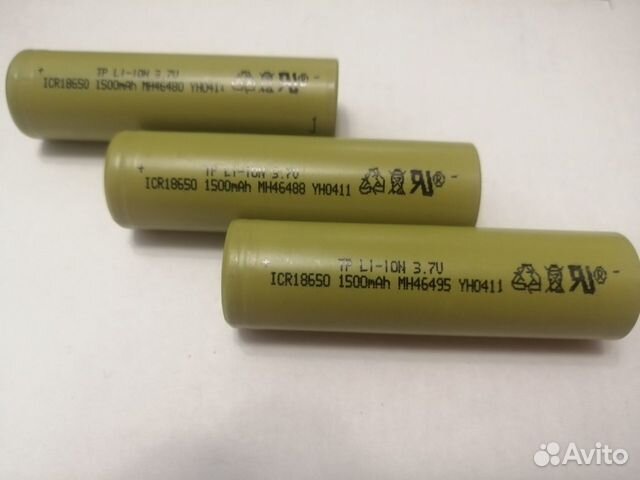 + TP LI-ION 3.7V -
ICR18650 1500mAh MH46480 YH0411
+ TP LI-ION 3.7V -
ICR18650 1500mAh MH46488 YH0411 ®
+ TP LI-ION 3.7V -
ICR18650 1500mAh MH46495 YH0411 ®
Avito